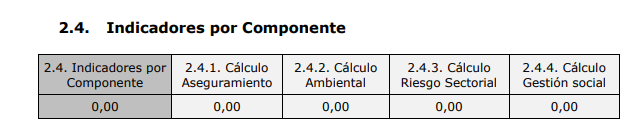 2.4. Indicadores por Componente
2.4. Indicadores por 2.4.1. Cálculo 2.4.2. Cálculo 2.4.3. Cálculo 2.4.4. Cálculo
Componente Aseguramiento Ambiental Riesgo Sectorial Gestión social
0,00 0,00 0,00 0,00 0,00